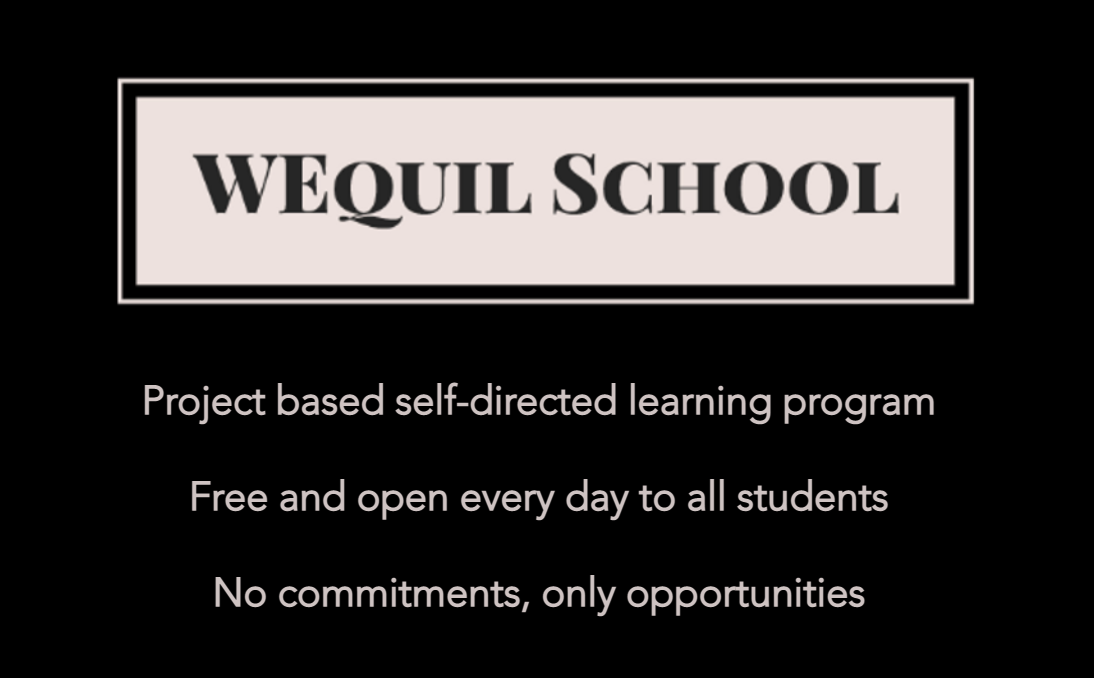 WEQUIL SCHOOL
Project based self-directed learning program
Free and open every day to all students
No commitments, only opportunities